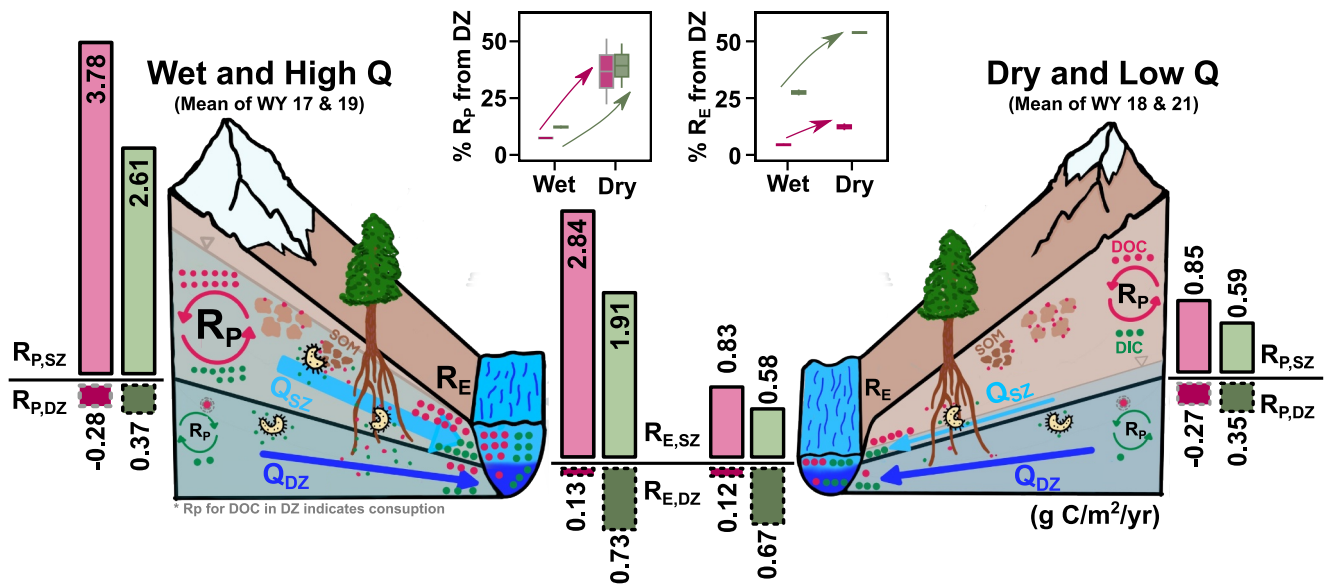 Wet and High Q
(Mean of WY 17 & 19)
3.78
2.61
R_P,SZ
R_P,DZ
-0.28
0.37
% R_P from DZ
50
25
0
Wet
Dry
% R_E from DZ
50
25
0
Wet
Dry
Dry and Low Q
(Mean of WY 18 & 21)
R_P
SOM
Q_SZ
R_E
R_P
Q_DZ
* Rp for DOC in DZ indicates consuption
2.84
1.91
R_E,SZ
R_E,DZ
0.13
0.73
0.83
0.58
0.12
0.67
DOC
R_P
DIC
SOM
R_E
Q_SZ
R_P
Q_DZ
(g C/m²/yr)
0.85
0.59
R_P,SZ
R_P,DZ
-0.27
0.35